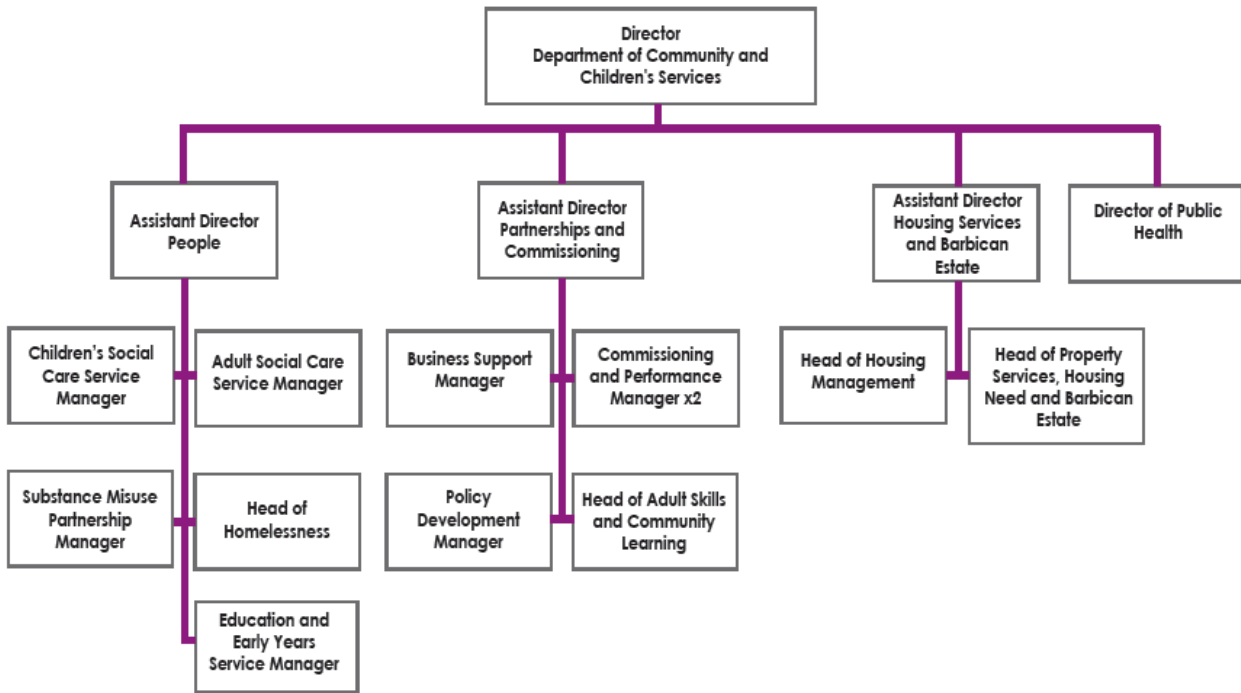 Director
Department of Community and
Children's Services
Assistant Director
People
Assistant Director
Partnerships and
Commissioning
Assistant Director
Housing Services
and Barbican
Estate
Director of Public
Health
Children’s Social
Care Service
Manager
Adult Social Care
Service Manager
Business Support
Manager
Commissioning
and Performance
Manager x2
Head of Housing
Management
Head of Property
Services, Housing
Need and Barbican
Estate
Substance Misuse
Partnership
Manager
Head of
Homelessness
Policy
Development
Manager
Head of Adult Skills
and Community
Learning
Education and
Early Years
Service Manager